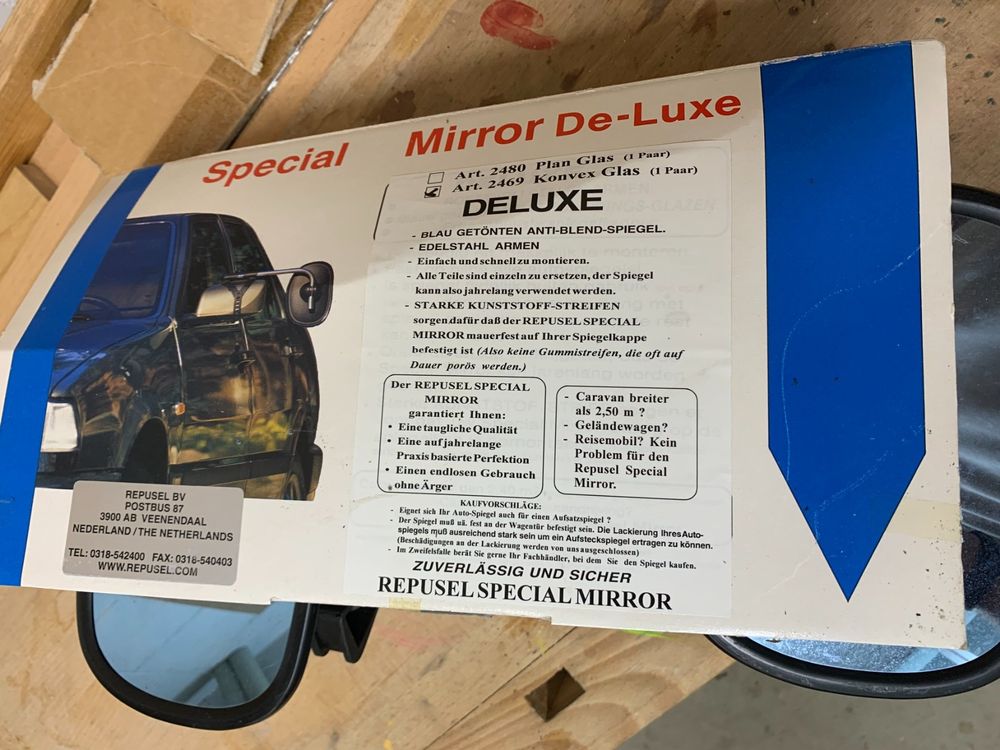 Special Mirror De-Luxe
Art. 2480 Plan Glas (1 Paar)
Art. 2469 Konvex Glas (1 Paar)
DELUXE
- BLAU GETÖNTEN ANTI-BLEND-SPIEGEL.
- EDELSTAHL ARMEN
- Einfach und schnell zu montieren.
- Alle Teile sind einzeln zu ersetzen, der Spiegel
kann also jahrelang verwendet werden.
- STARKE KUNSTSTOFF-STREIFEN
sorgen dafür daß der REPUSEL SPECIAL
MIRROR mauerfest auf Ihrer Spiegelkappe
befestigt ist (Also keine Gummistreifen, die oft auf
Dauer porös werden.)
Der REPUSEL SPECIAL
MIRROR
garantiert Ihnen:
• Eine taugliche Qualität
• Eine auf jahrelange
Praxis basierte Perfektion
• Einen endlosen Gebrauch
ohne Ärger
- Caravan breiter
als 2,50 m ?
- Geländewagen?
- Reisemobil? Kein
Problem für den
Repusel Special
Mirror.
KAUFVORSCHLÄGE:
- Eignet sich Ihr Auto-Spiegel auch für einen Aufsatzspiegel ?
- Der Spiegel muß uä. fest an der Wagentür befestigt sein. Die Lackierung Ihres Auto-
spiegels muß ausreichend stark sein um ein Aufsteckspiegel ertragen zu können.
(Beschädigungen an der Lackierung werden von uns ausgeschlossen)
- Im Zweifelsfalle berät Sie gerne Ihr Fachhändler, bei dem Sie den Spiegel kaufen.
ZUVERLÄSSIG UND SICHER
REPUSEL SPECIAL MIRROR
REPUSEL BV
POSTBUS 87
3900 AB VEENENDAAL
NEDERLAND / THE NETHERLANDS
TEL: 0318-542400 FAX: 0318-540403
WWW.REPUSEL.COM